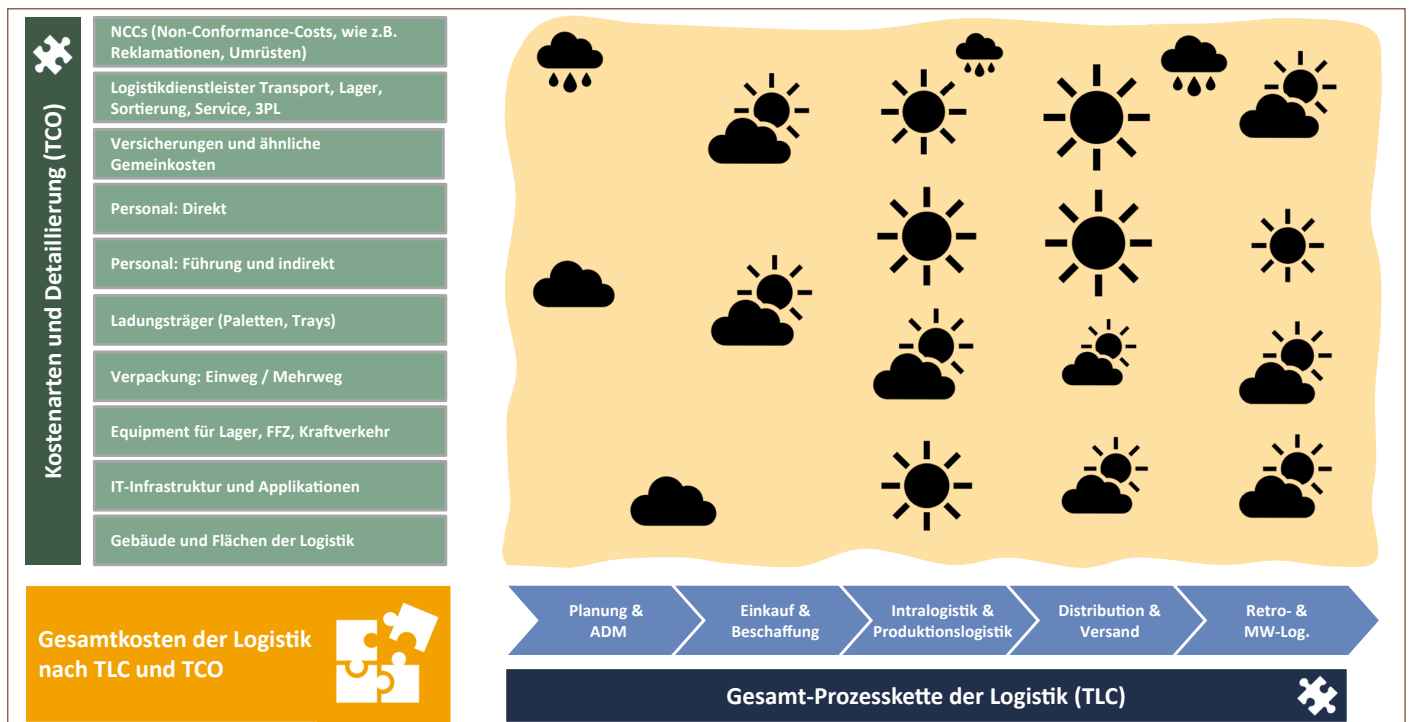 Kostenarten und Detaillierung (TCO)
NCCs (Non-Conformance-Costs, wie z.B.
Reklamationen, Umrüsten)
Logistikdienstleister Transport, Lager,
Sortierung, Service, 3PL
Versicherungen und ähnliche
Gemeinkosten
Personal: Direkt
Personal: Führung und indirekt
Ladungsträger (Paletten, Trays)
Verpackung: Einweg / Mehrweg
Equipment für Lager, FFZ, Kraftverkehr
IT-Infrastruktur und Applikationen
Gebäude und Flächen der Logistik
Gesamtkosten der Logistik
nach TLC und TCO
Planung &
ADM
Einkauf &
Beschaffung
Intralogistik &
Produktionslogistik
Distribution &
Versand
Retro- &
MW-Log.
Gesamt-Prozesskette der Logistik (TLC)